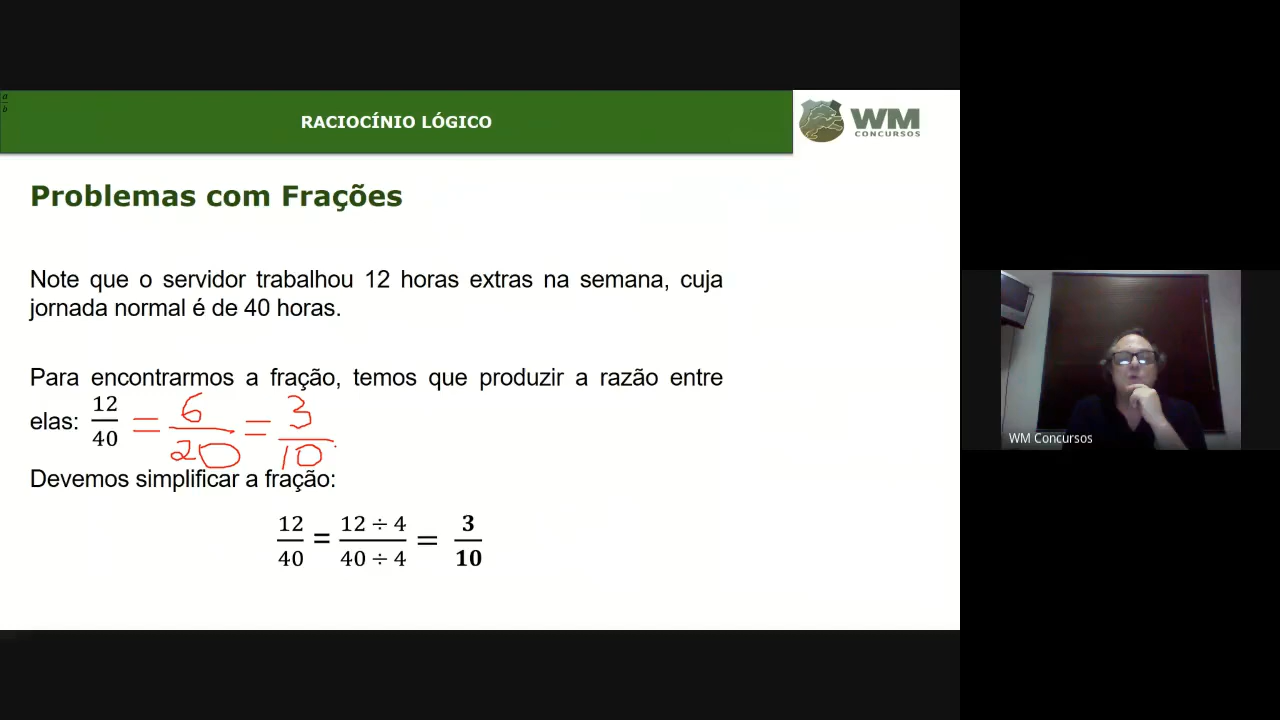 a
b
RACIOCÍNIO LÓGICO
WM
CONCURSOS
Problemas com Frações
Note que o servidor trabalhou 12 horas extras na semana, cuja
jornada normal é de 40 horas.
Para encontrarmos a fração, temos que produzir a razão entre
elas: 12/40 = 6/20 = 3/10
Devemos simplificar a fração:
12/40 = 12 ÷ 4/40 ÷ 4 = 3/10
WM Concursos